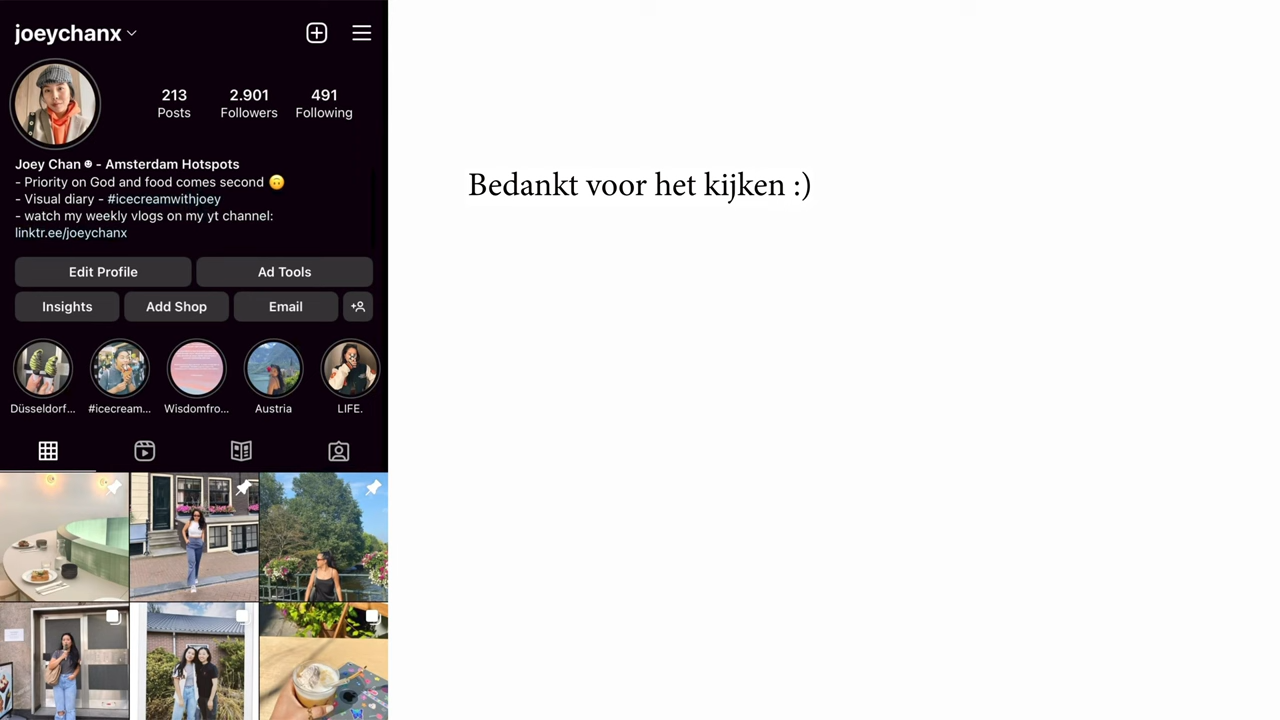 joeychanx
213 2.901 491
Posts Followers Following
Joey Chan ☻ - Amsterdam Hotspots
- Priority on God and food comes second 🙃
- Visual diary - #icecreamwithjoey
- watch my weekly vlogs on my yt channel:
linktr.ee/joeychanx
Edit Profile Ad Tools
Insights Add Shop Email
Düsseldorf... #icecream... Wisdomfro... Austria LIFE.
Bedankt voor het kijken :)